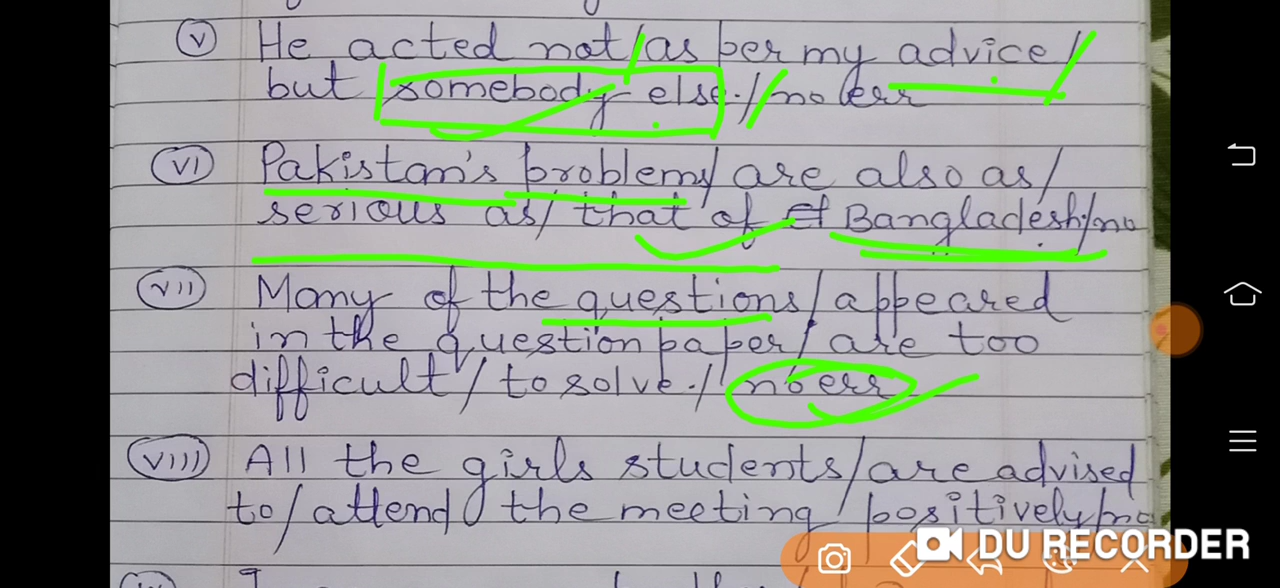 (v) He acted not/as per my advice/
but somebody else./no err
(vi) Pakistan's problems/are also as/
serious as/that of Bangladesh/no
(vii) Many of the questions/appeared
in the question paper/are too
difficult/to solve./no err
(viii) All the girls students/are advised
to/attend the meeting/positively/no
DU RECORDER